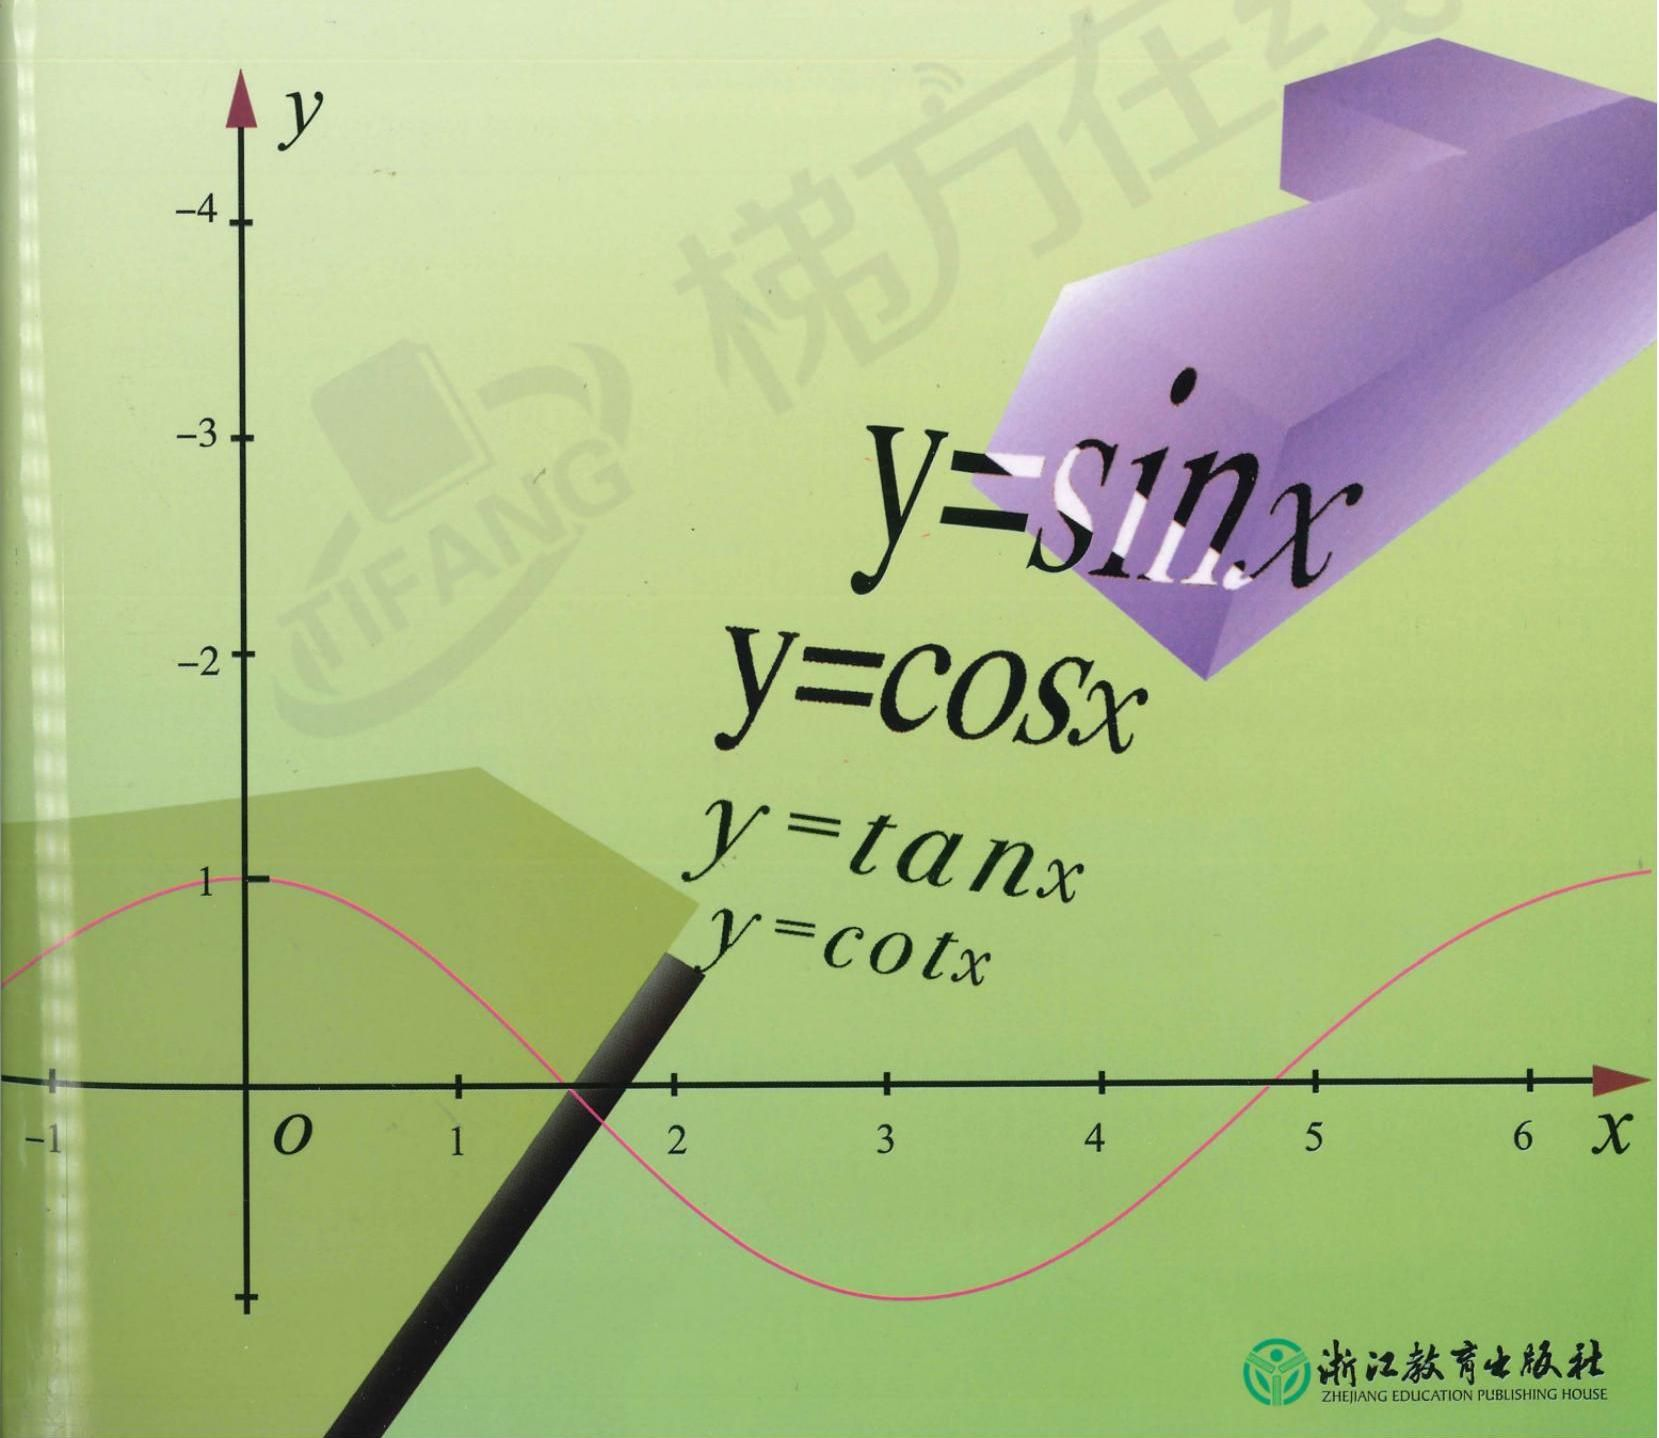 梯方在线
y
-4
-3
TIFANG
y=sinx
-2
y=cosx
y=tanx
1
y=cotx
-1
O
1
2
3
4
5
6
x
浙江教育出版社
ZHEJIANG EDUCATION PUBLISHING HOUSE